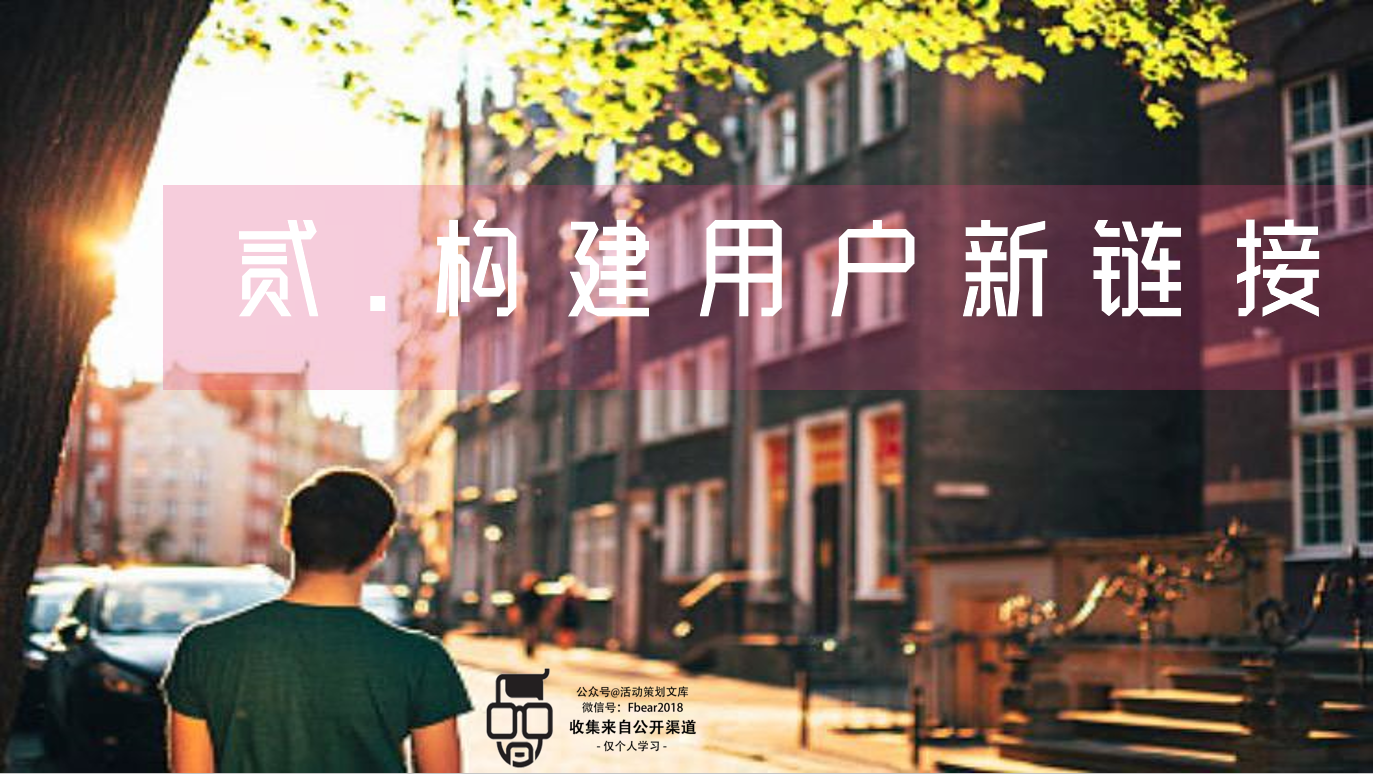 贰.构建用户新链接
公众号@活动策划文库
微信号：Fbear2018
收集来自公开渠道
- 仅个人学习 -